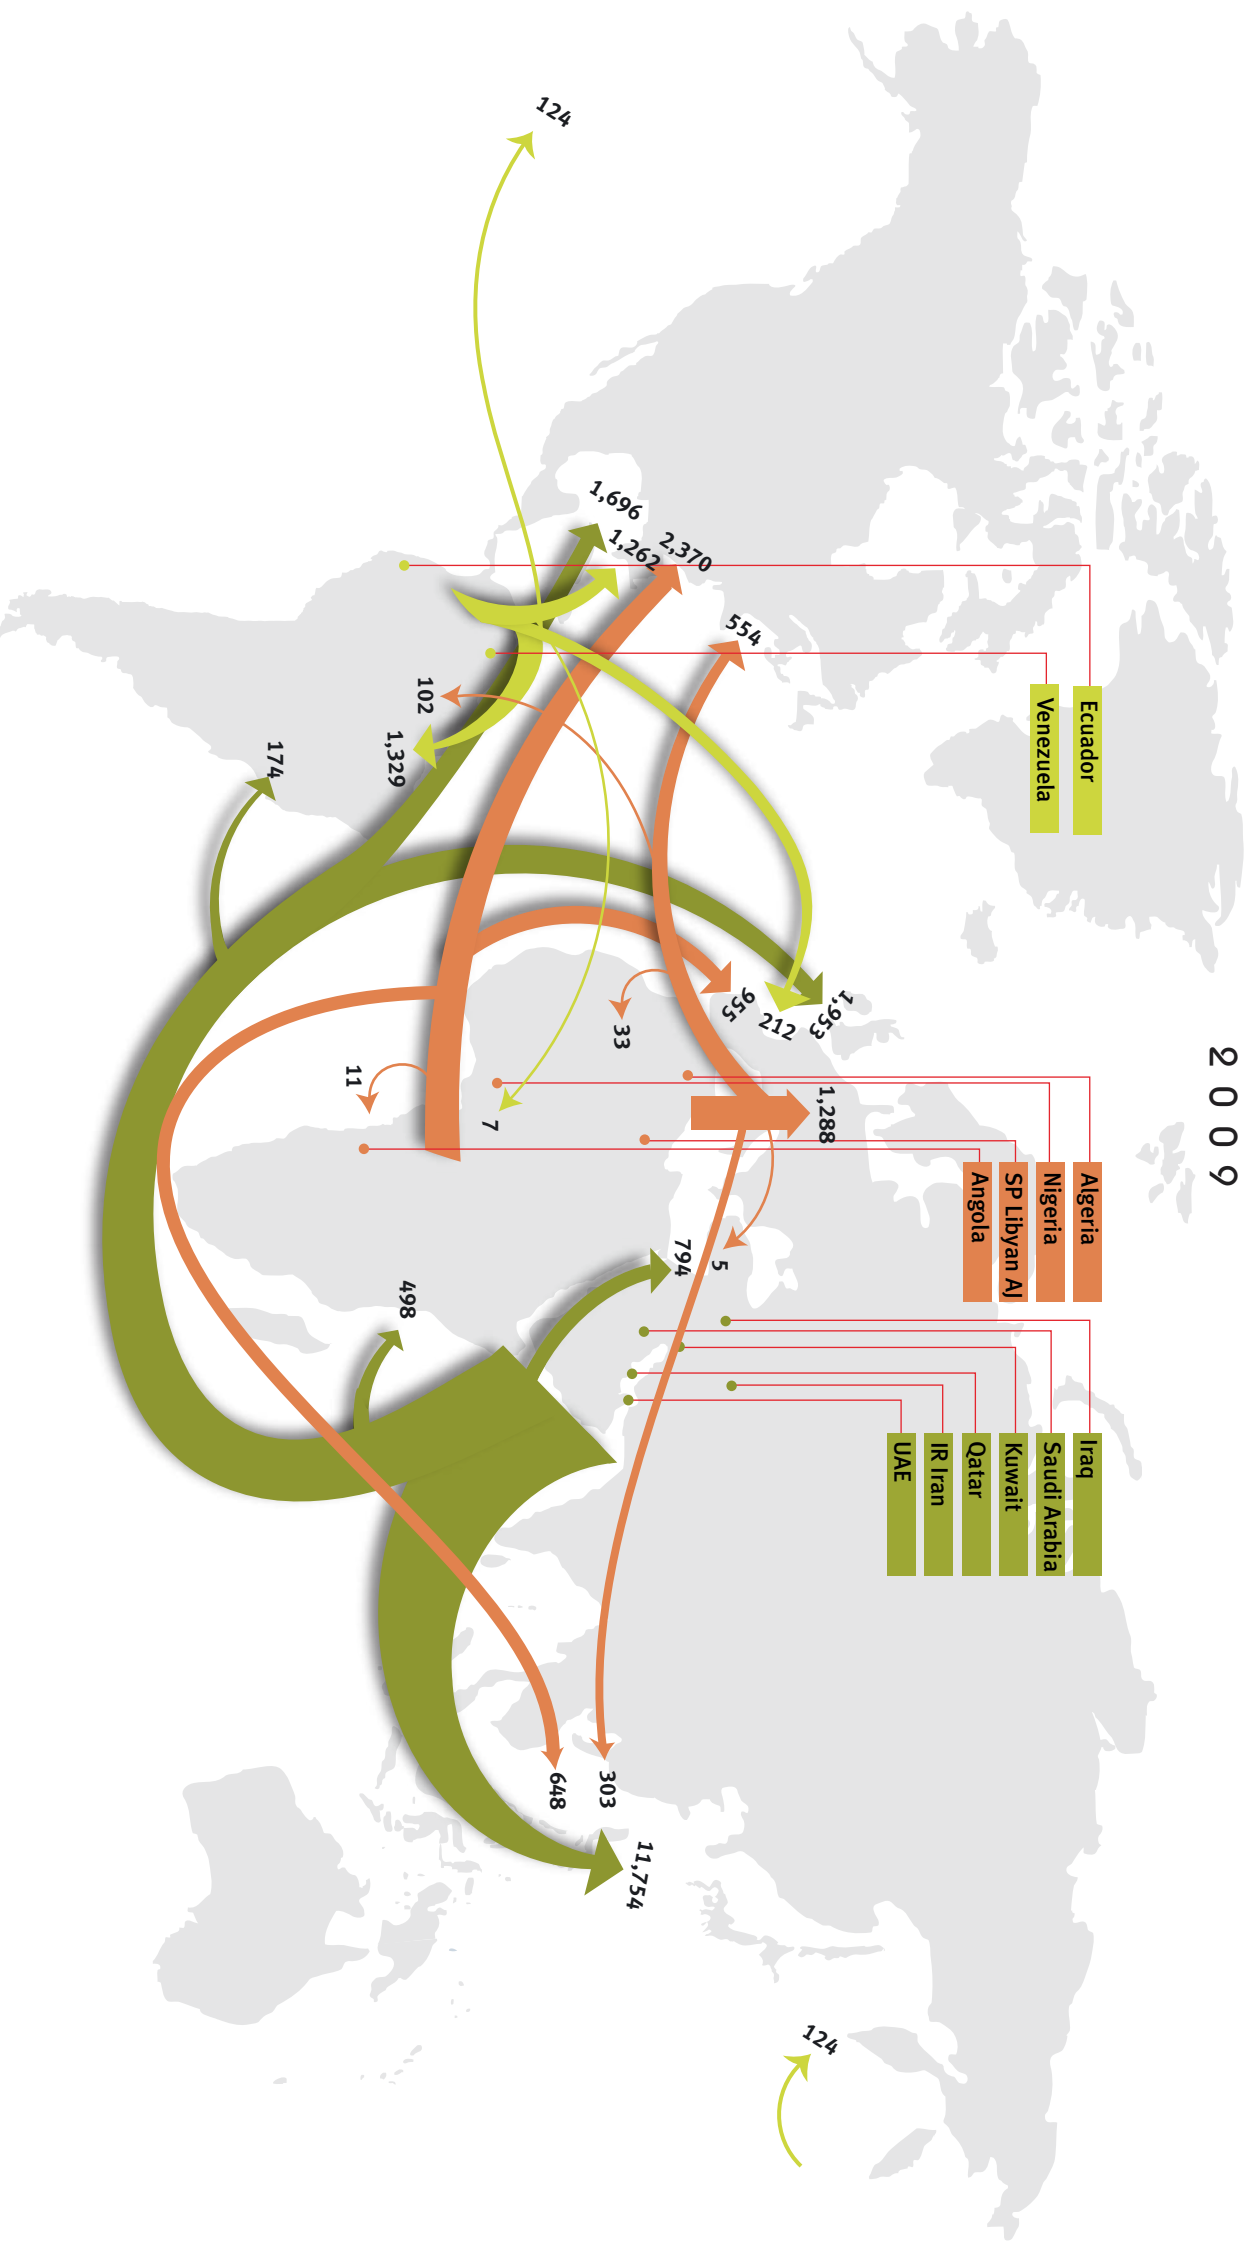 2009
Ecuador
Venezuela
Algeria
Nigeria
SP Libyan AJ
Angola
Iraq
Saudi Arabia
Kuwait
Qatar
IR Iran
UAE
124
1,696
1,262
2,370
554
102
1,329
174
1,953
212
955
33
11
7
1,288
5
794
498
303
648
11,754
124